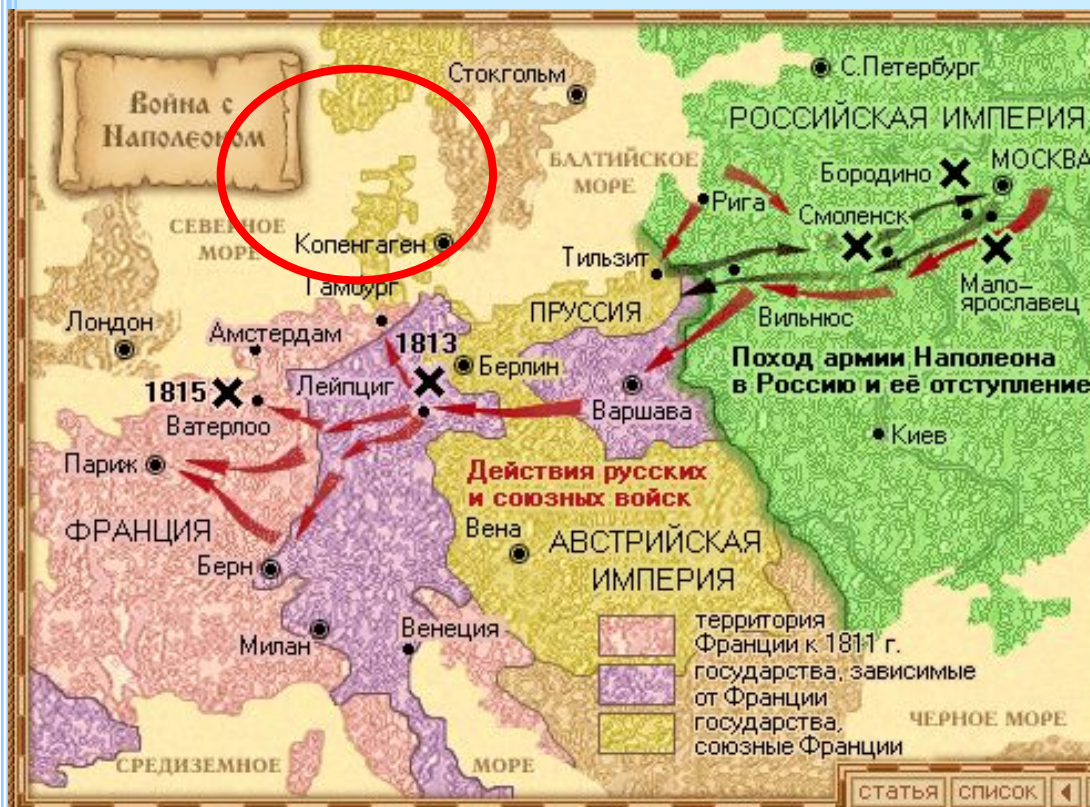 Война с
Наполеоном
Стокгольм
С.Петербург
РОССИЙСКАЯ ИМПЕРИЯ
БАЛТИЙСКОЕ
МОРЕ
Бородино
МОСКВА
Рига
Смоленск
СЕВЕРНОЕ
МОРЕ
Копенгаген
Тильзит
Мало-
ярославец
Гамбург
ПРУССИЯ
Вильнюс
Лондон
Амстердам
1813
Берлин
Поход армии Наполеона
в Россию и её отступление
1815
Лейпциг
Варшава
Ватерлоо
Киев
Париж
Действия русских
и союзных войск
ФРАНЦИЯ
Вена
АВСТРИЙСКАЯ
ИМПЕРИЯ
Берн
Милан
Венеция
территория
Франции к 1811 г.
государства, зависимые
от Франции
государства,
союзные Франции
ЧЕРНОЕ МОРЕ
СРЕДИЗЕМНОЕ
МОРЕ
статья
список